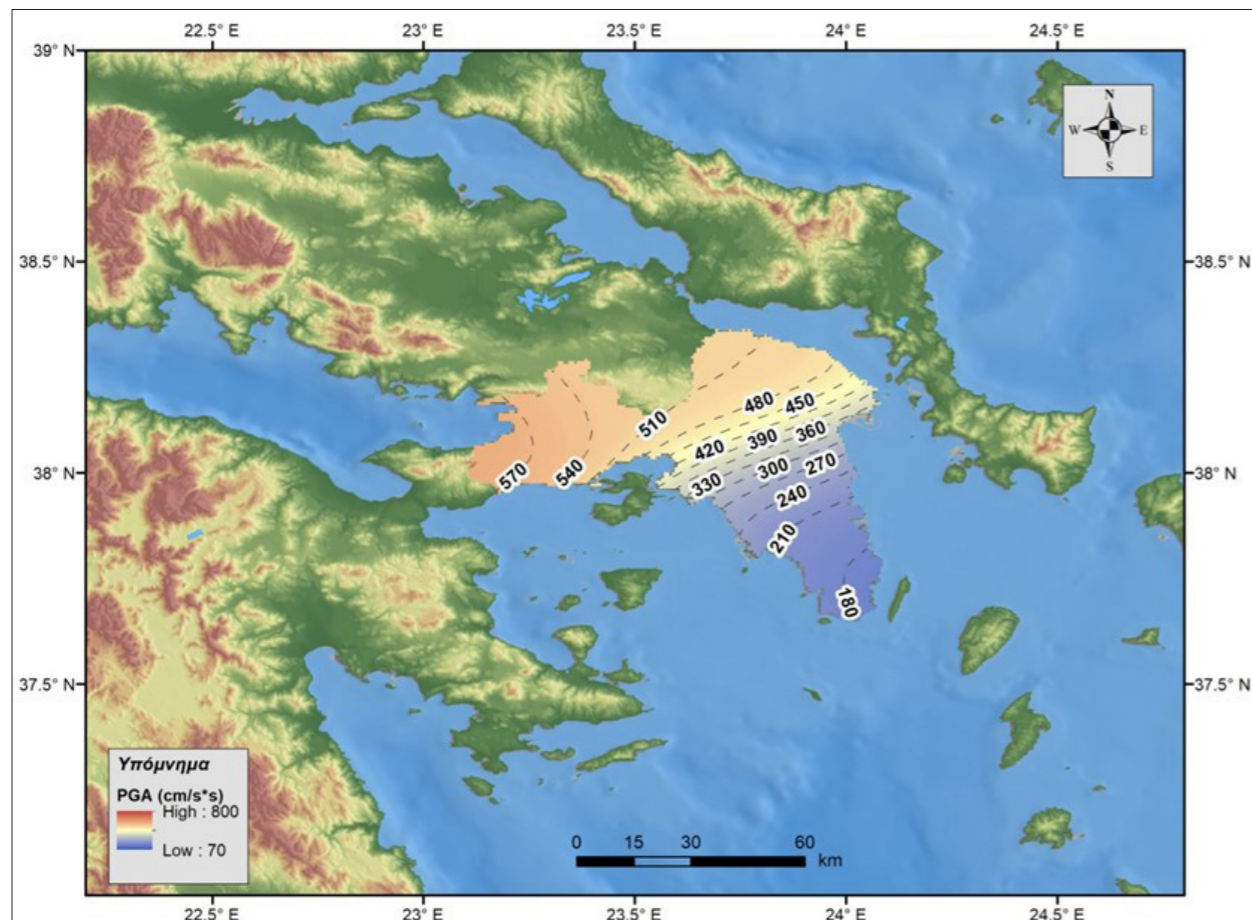 22.5° E 23° E 23.5° E 24° E 24.5° E
39° N
N
W E
S
38.5° N 38.5° N
480
450
510
360
390
420
38° N 38° N
270
300
570
540
330
240
210
180
37.5° N 37.5° N
Υπόμνημα
PGA (cm/s*s)
High : 800
Low : 70
0 15 30 60
km
22.5° E 23° E 23.5° E 24° E 24.5° E